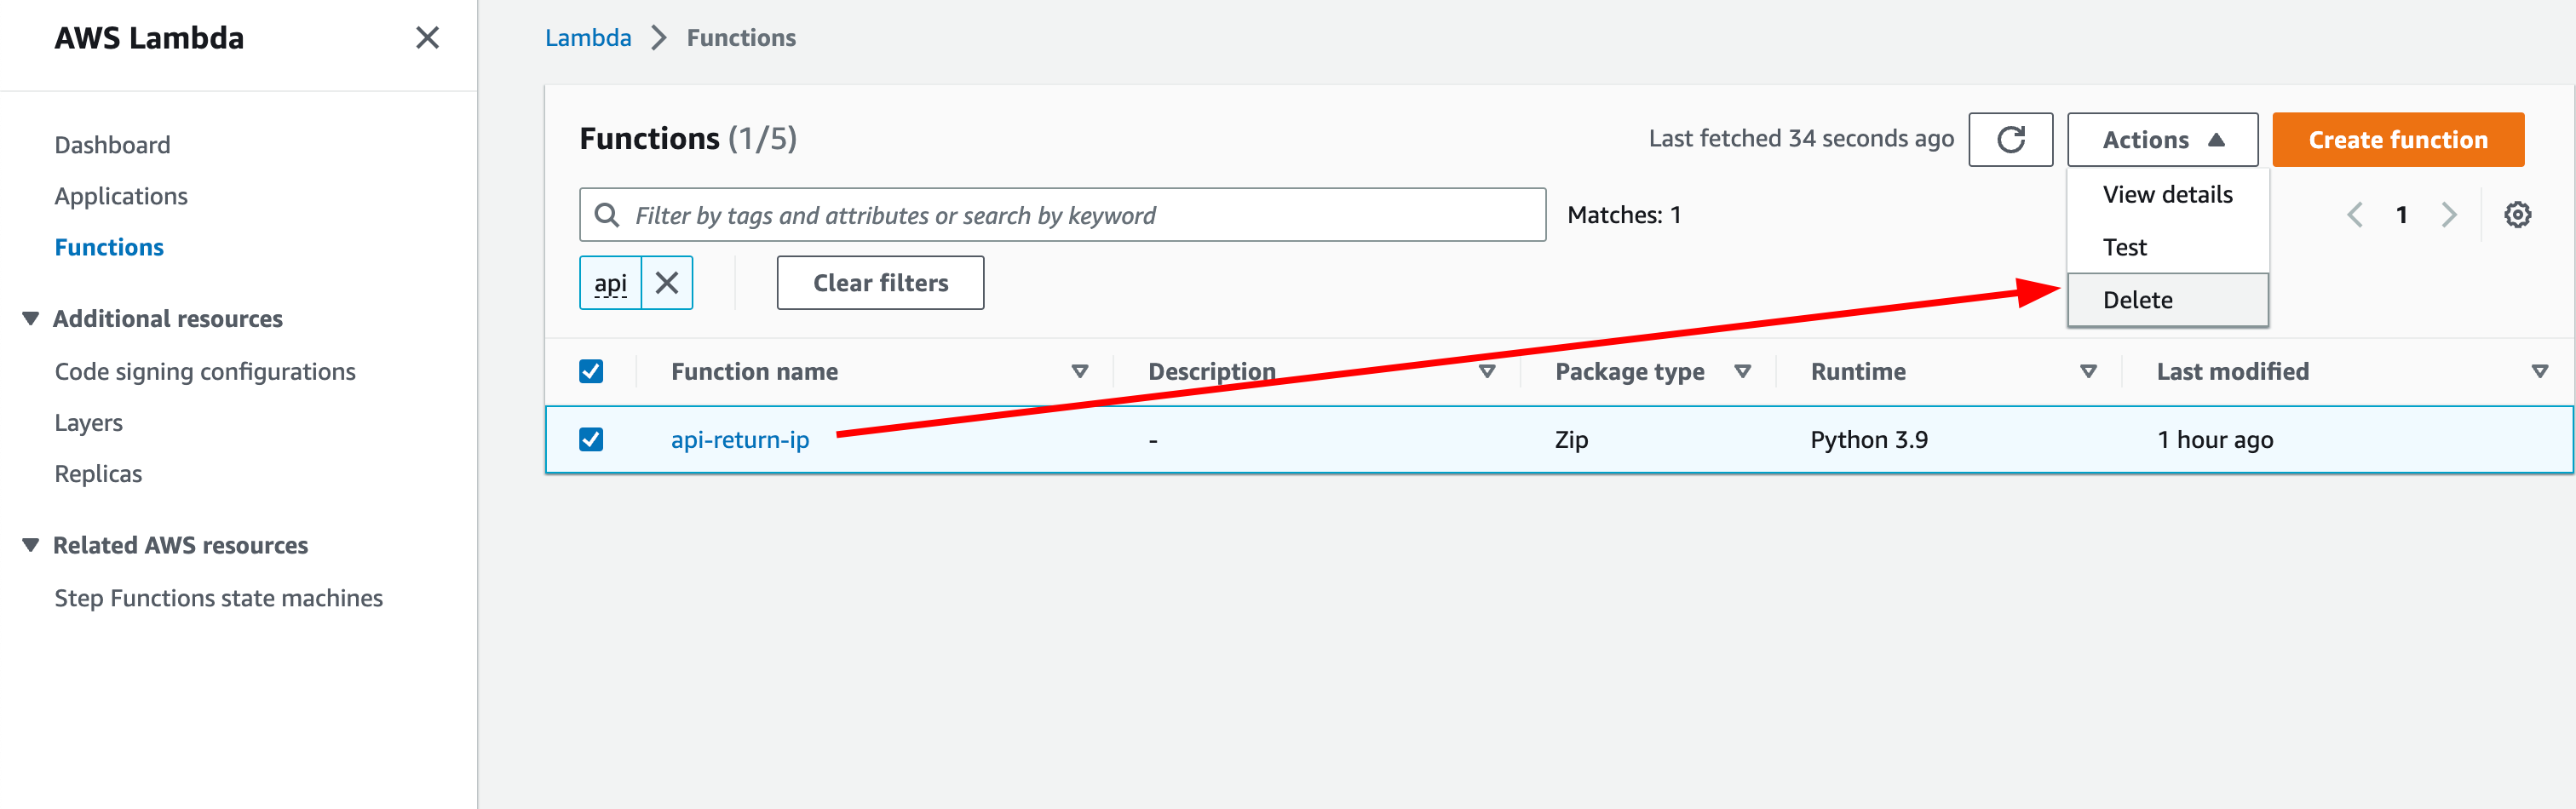 AWS Lambda
Dashboard
Applications
Functions
Additional resources
Code signing configurations
Layers
Replicas
Related AWS resources
Step Functions state machines
Lambda Functions
Functions (1/5)
Last fetched 34 seconds ago
Actions
Create function
View details
Test
Delete
Filter by tags and attributes or search by keyword
Matches: 1
1
api
Clear filters
Function name Description Package type Runtime Last modified
api-return-ip - Zip Python 3.9 1 hour ago